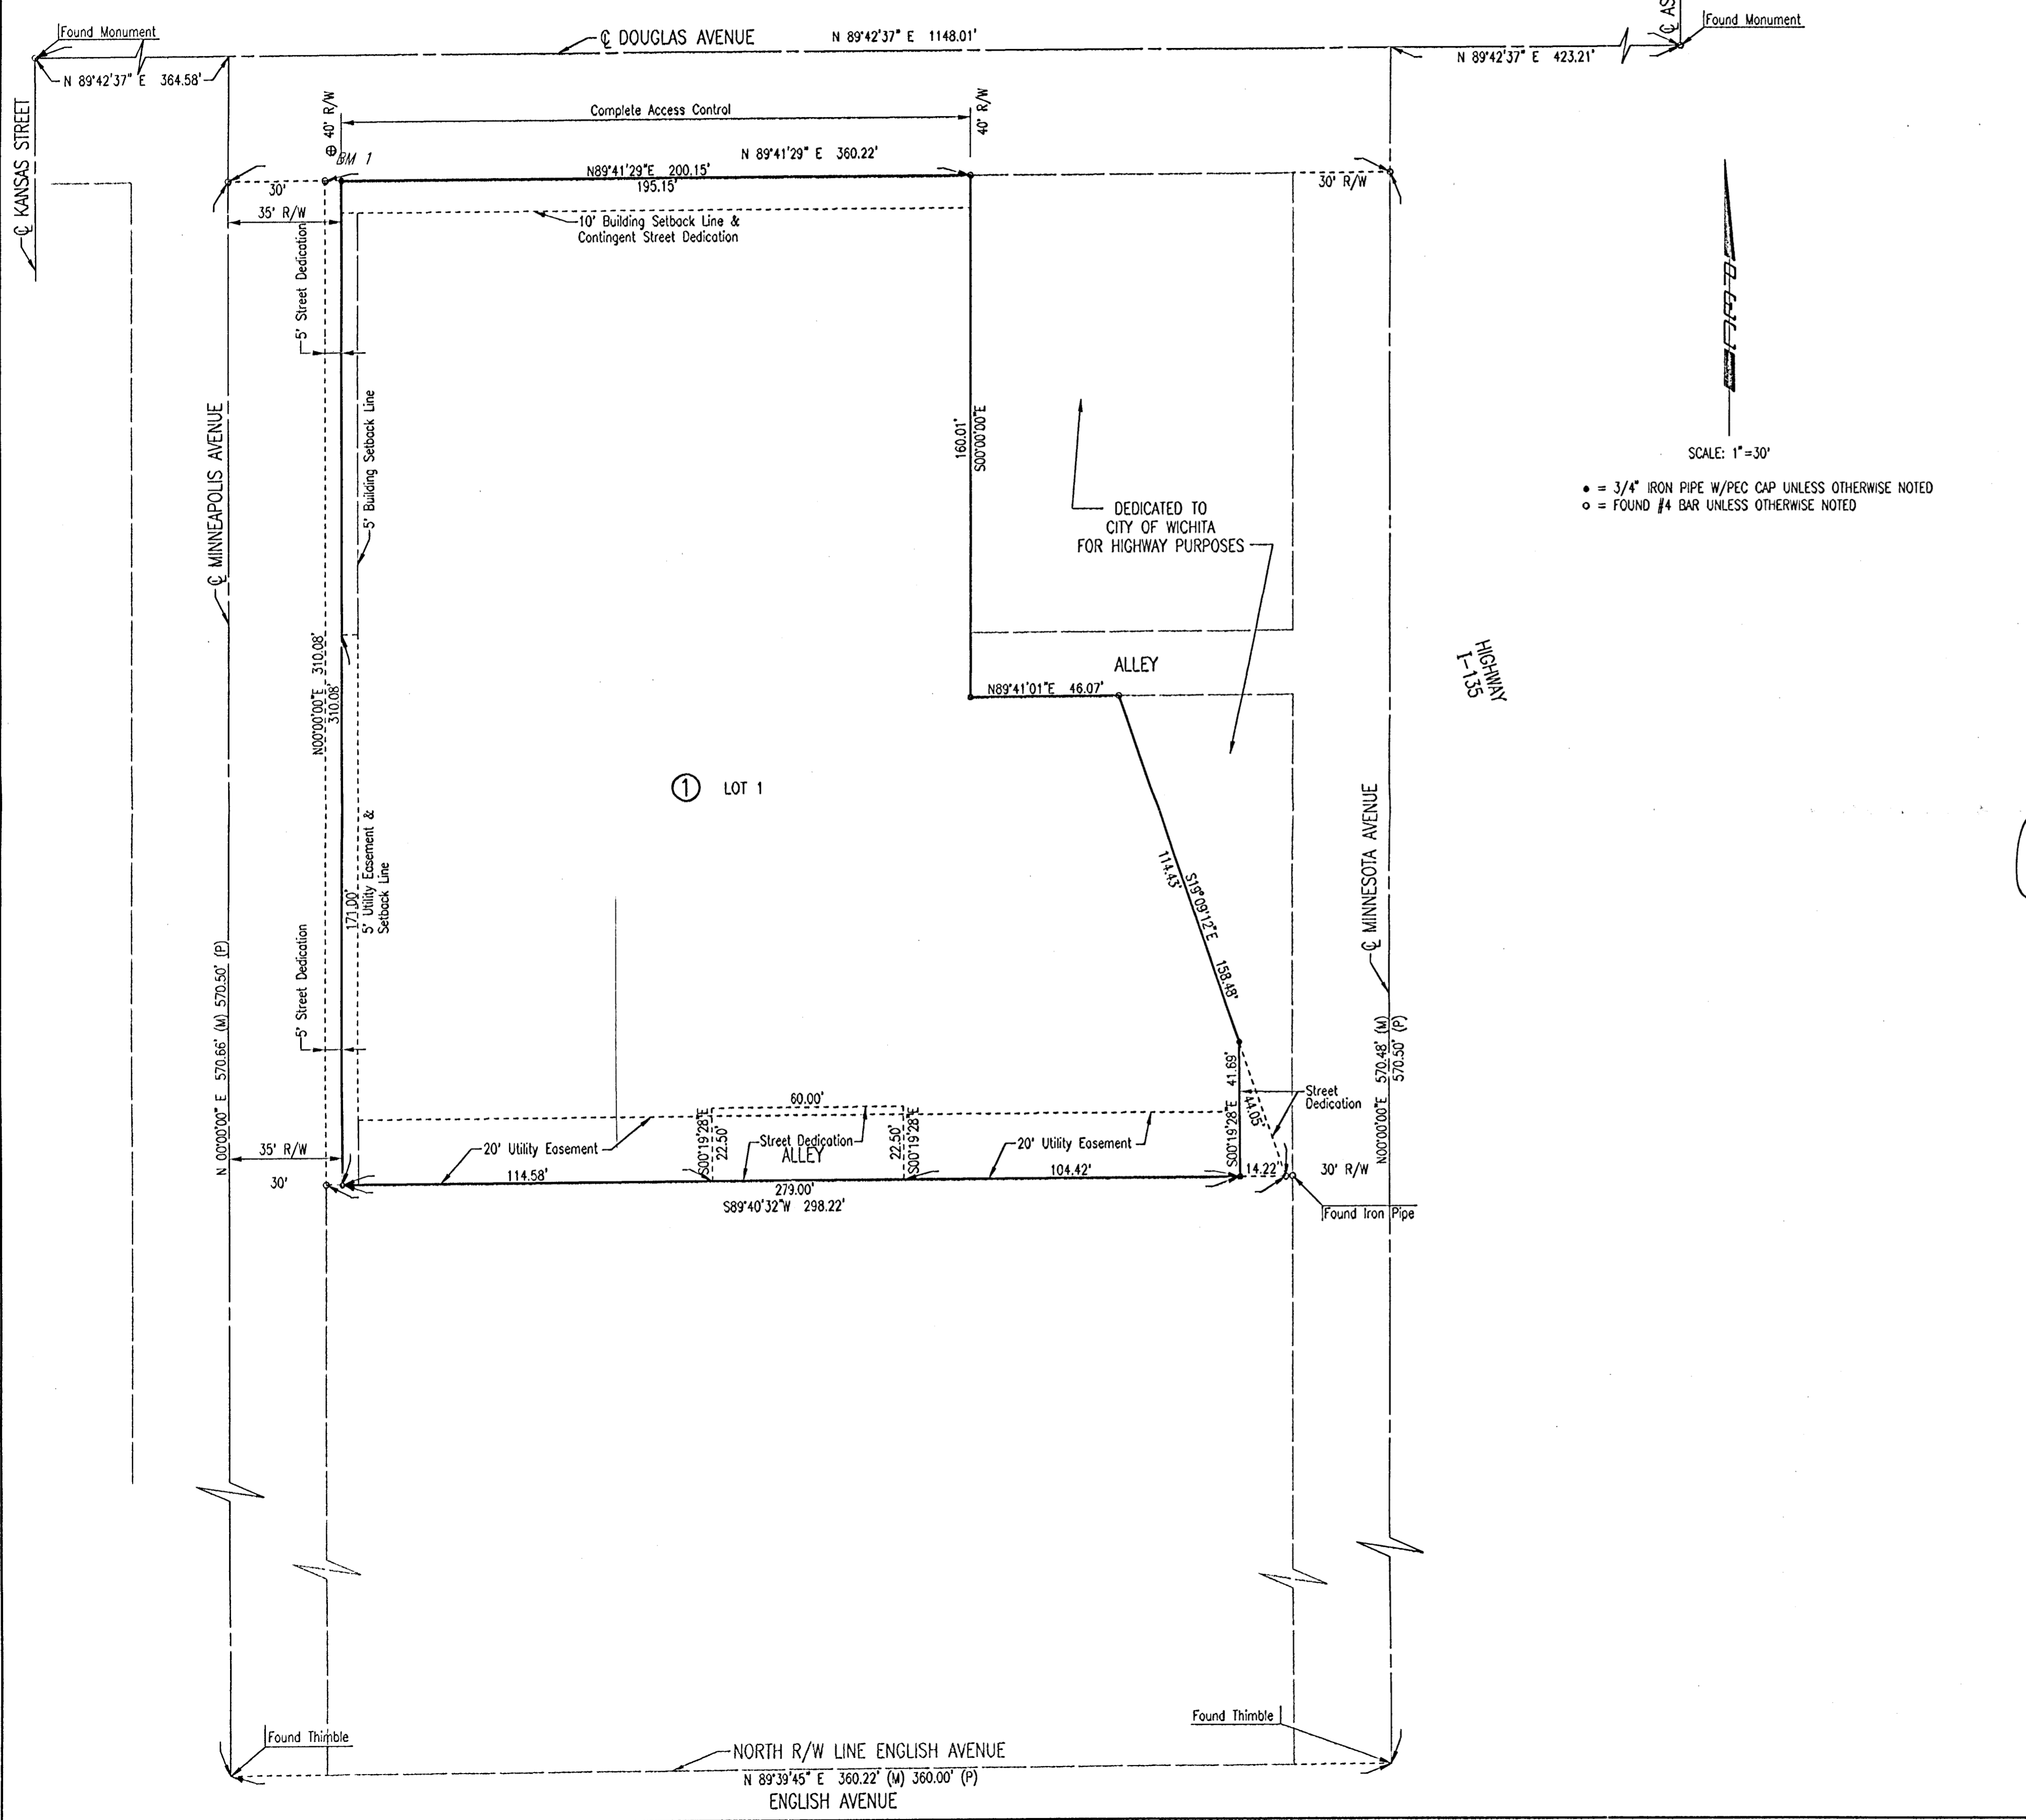 Found Monument
℄ DOUGLAS AVENUE
N 89°42'37" E 1148.01'
℄ AS
Found Monument
N 89°42'37" E 364.58'
N 89°42'37" E 423.21'
℄ KANSAS STREET
40' R/W
Complete Access Control
40' R/W
⊕ BM 1
N 89°41'29" E 360.22'
N89°41'29"E 200.15'
195.15'
30'
30' R/W
35' R/W
10' Building Setback Line &
Contingent Street Dedication
5' Street Dedication
℄ MINNEAPOLIS AVENUE
5' Building Setback Line
160.01'
S00°00'00"E
SCALE: 1"=30'
● = 3/4" IRON PIPE W/PEC CAP UNLESS OTHERWISE NOTED
○ = FOUND #4 BAR UNLESS OTHERWISE NOTED
DEDICATED TO
CITY OF WICHITA
FOR HIGHWAY PURPOSES
N00°00'00"E 310.08'
310.08'
ALLEY
HIGHWAY
I-135
N89°41'01"E 46.07'
1 LOT 1
℄ MINNESOTA AVENUE
171.00'
5' Utility Easement &
Setback Line
114.43'
S19°09'12"E 158.48'
5' Street Dedication
N 00°00'00" E 570.66' (M) 570.50' (P)
N00°00'00"E 570.48' (M)
570.50' (P)
S00°19'28"E 41.69'
44.05'
Street
Dedication
60.00'
S00°19'28"E
22.50'
Street Dedication
ALLEY
22.50'
S00°19'28"E
35' R/W
20' Utility Easement
20' Utility Easement
30'
114.58'
104.42'
14.22'
30' R/W
279.00'
S89°40'32"W 298.22'
Found Iron Pipe
Found Thimble
Found Thimble
NORTH R/W LINE ENGLISH AVENUE
N 89°39'45" E 360.22' (M) 360.00' (P)
ENGLISH AVENUE